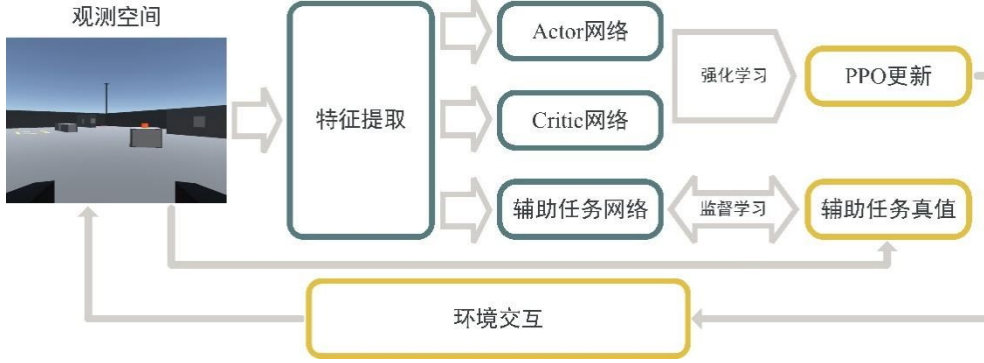 观测空间
特征提取
Actor网络
Critic网络
辅助任务网络
强化学习
PPO更新
监督学习
辅助任务真值
环境交互